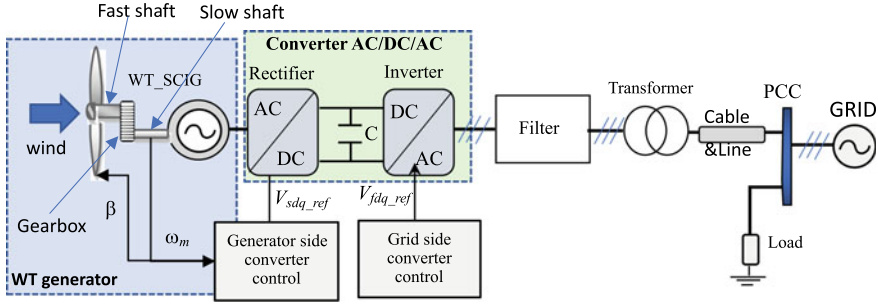 Fast shaft
Slow shaft
Converter AC/DC/AC
WT_SCIG
Rectifier
Inverter
Transformer
PCC
AC
DC
C
DC
AC
Filter
Cable
&Line
GRID
wind
β
V_sdq_ref
V_fdq_ref
Gearbox
ω_m
Generator side
converter
control
Grid side
converter
control
Load
WT generator